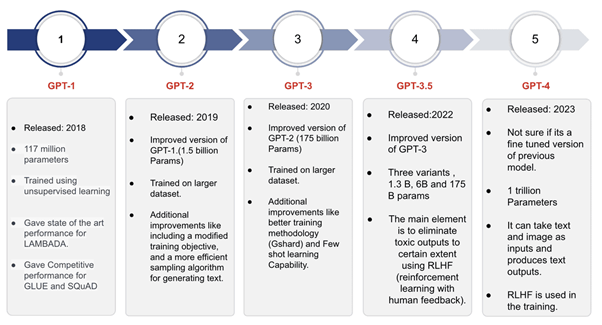 1
2
3
4
5
GPT-1
GPT-2
GPT-3
GPT-3.5
GPT-4
Released: 2018
117 million
parameters
Trained using
unsupervised learning
Gave state of the art
performance for
LAMBADA.
Gave Competitive
performance for
GLUE and SQuAD
Released: 2019
Improved version of
GPT-1.(1.5 billion
Params)
Trained on larger
dataset.
Additional
improvements like
including a modified
training objective,
and a more efficient
sampling algorithm
for generating text.
Released: 2020
Improved version of
GPT-2 (175 billion
Params)
Trained on larger
dataset.
Additional
improvements like
better training
methodology
(Gshard) and Few
shot learning
Capability.
Released:2022
Improved version
of GPT-3
Three variants ,
1.3 B, 6B and 175
B params
The main element
is to eliminate
toxic outputs to
certain extent
using RLHF
(reinforcement
learning with
human feedback).
Released: 2023
Not sure if its a
fine tuned version
of previous
model.
1 trillion
Parameters
It can take text
and image as
inputs and
produces text
outputs.
RLHF is used in
the training.